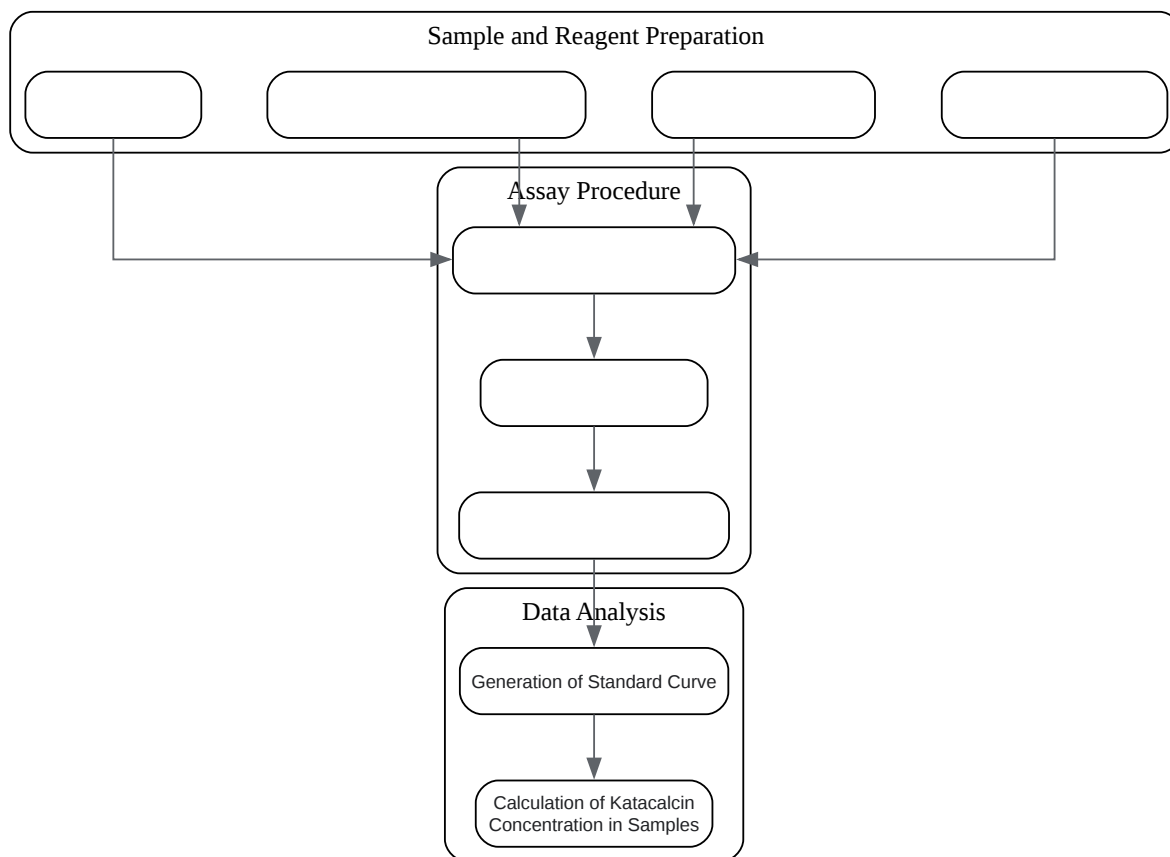 Sample and Reagent Preparation
Assay Procedure
Data Analysis
Generation of Standard Curve
Calculation of Katacalcin
Concentration in Samples